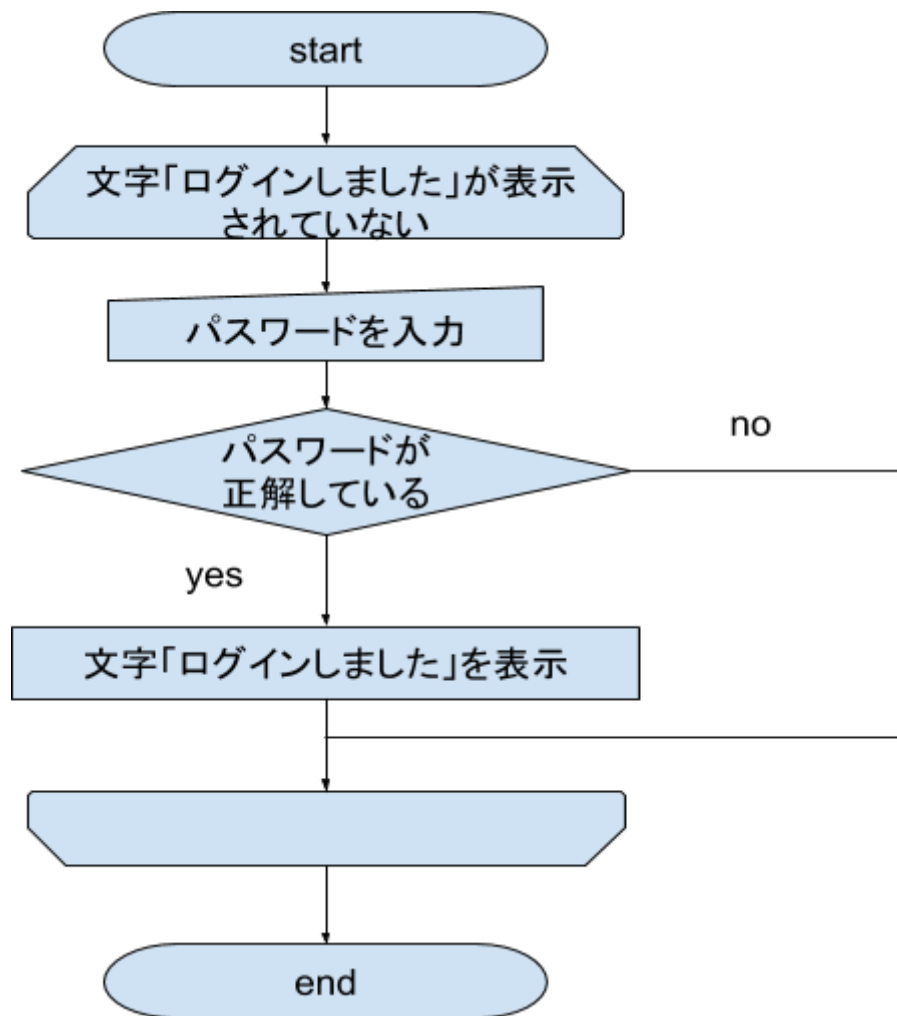 start
文字「ログインしました」が表示
されていない
パスワードを入力
パスワードが
正解している
no
yes
文字「ログインしました」を表示
end